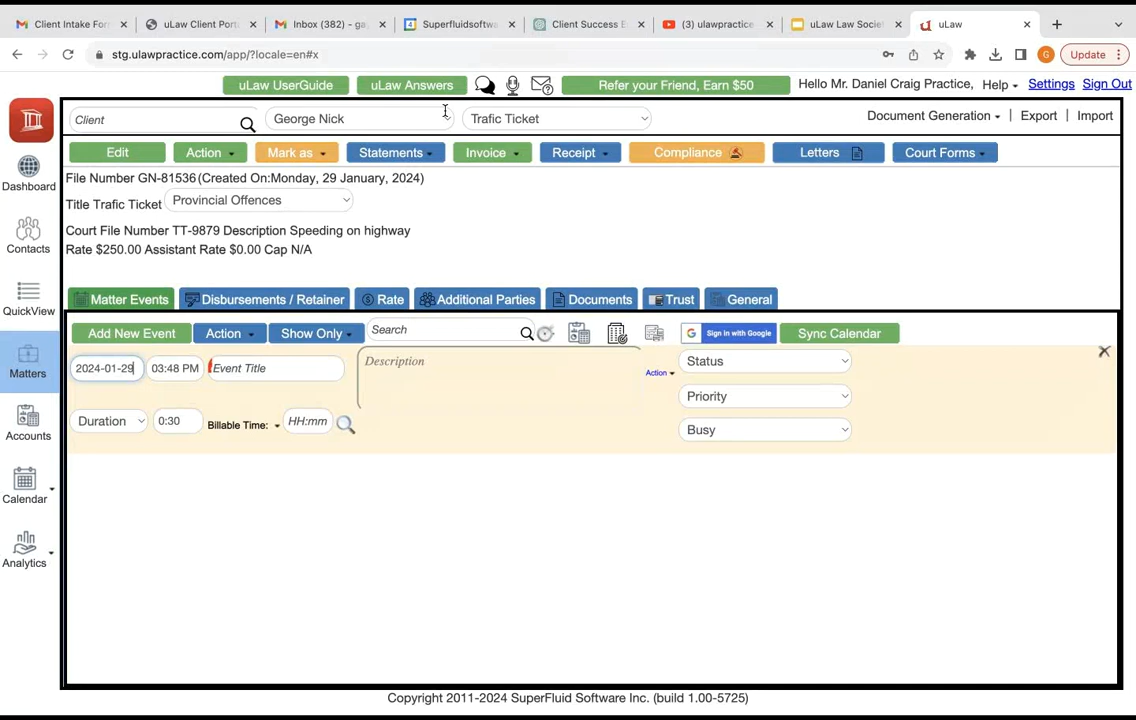 Client Intake For
uLaw Client Port
Inbox (382) - ga
Superfluidsoftw
Client Success E
(3) ulawpractice
uLaw Law Socie
uLaw
stg.ulawpractice.com/app/?locale=en#x
G
Update
uLaw UserGuide
uLaw Answers
Refer your Friend, Earn $50
Hello Mr. Daniel Craig Practice,
Help
Settings
Sign Out
Client
George Nick
Trafic Ticket
Document Generation
|
Export
|
Import
Edit
Action
Mark as
Statements
Invoice
Receipt
Compliance
Letters
Court Forms
File Number GN-81536(Created On:Monday, 29 January, 2024)
Title Trafic Ticket
Provincial Offences
Court File Number TT-9879 Description Speeding on highway
Rate $250.00 Assistant Rate $0.00 Cap N/A
Dashboard
Contacts
QuickView
Matters
Accounts
Calendar
Analytics
Matter Events
Disbursements / Retainer
Rate
Additional Parties
Documents
Trust
General
Add New Event
Action
Show Only
Search
G
Sign in with Google
Sync Calendar
2024-01-29
03:48 PM
Event Title
Description
Action
Status
Priority
Busy
Duration
0:30
Billable Time:
HH:mm
Copyright 2011-2024 SuperFluid Software Inc. (build 1.00-5725)